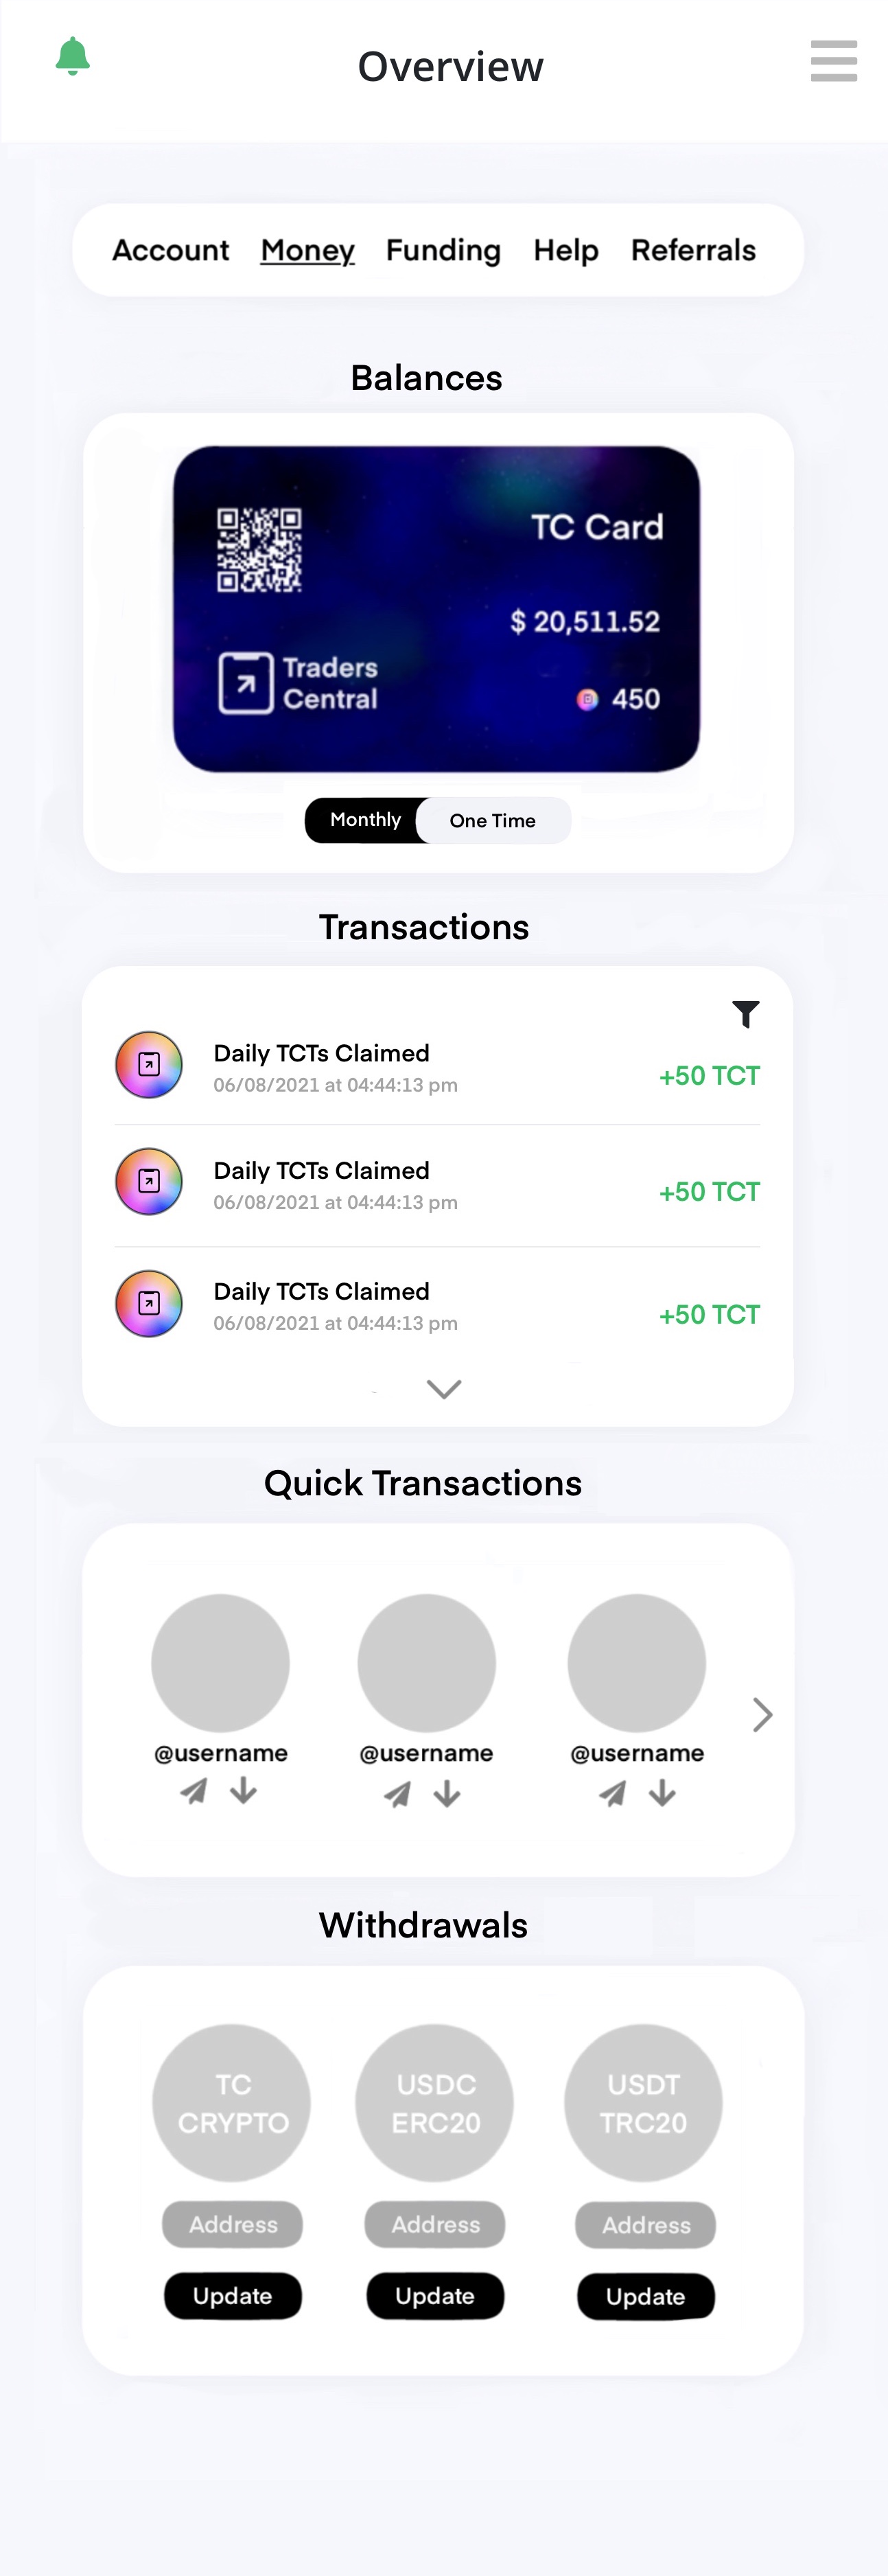 Overview
Account Money Funding Help Referrals
Balances
TC Card
$ 20,511.52
Traders
Central
450
Monthly One Time
Transactions
Daily TCTs Claimed
06/08/2021 at 04:44:13 pm
+50 TCT
Daily TCTs Claimed
06/08/2021 at 04:44:13 pm
+50 TCT
Daily TCTs Claimed
06/08/2021 at 04:44:13 pm
+50 TCT
Quick Transactions
@username @username @username
Withdrawals
TC
CRYPTO
USDC
ERC20
USDT
TRC20
Address Address Address
Update Update Update